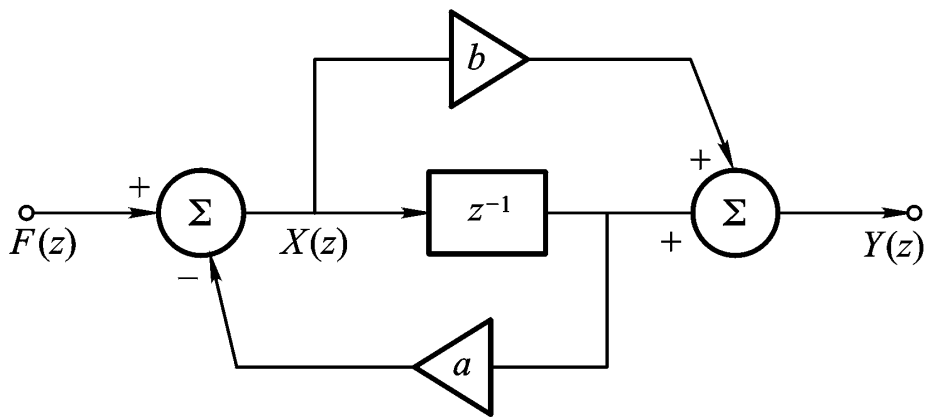 b
+
+
Σ
z⁻¹
Σ
F(z)
X(z)
+
Y(z)
−
a